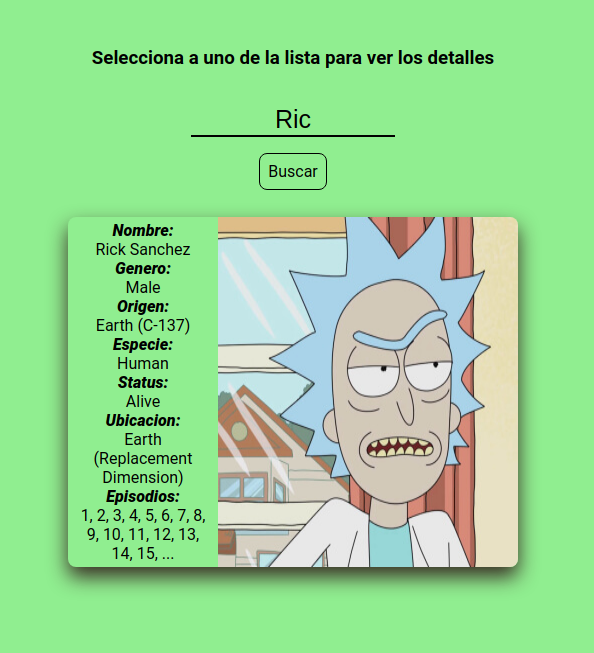 Selecciona a uno de la lista para ver los detalles
Ric
Buscar
Nombre:
Rick Sanchez
Genero:
Male
Origen:
Earth (C-137)
Especie:
Human
Status:
Alive
Ubicacion:
Earth
(Replacement
Dimension)
Episodios:
1, 2, 3, 4, 5, 6, 7, 8,
9, 10, 11, 12, 13,
14, 15, ...